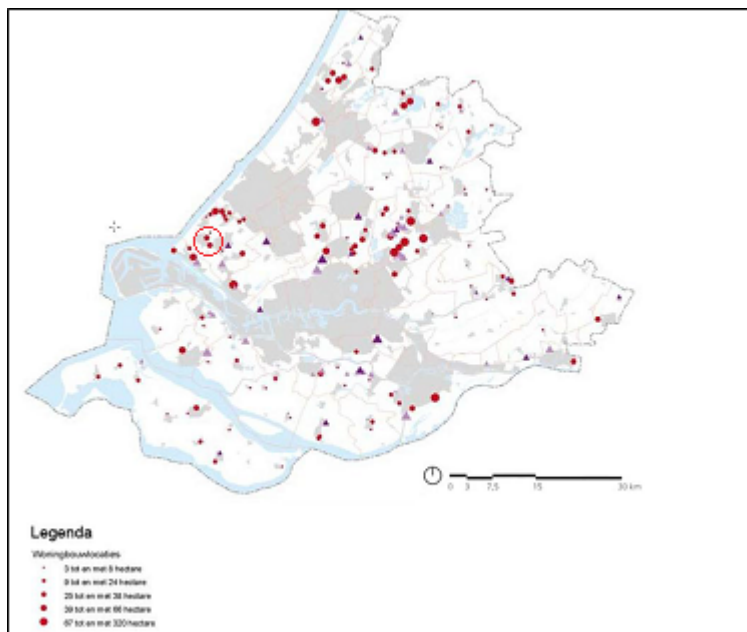 0 3 7,5 15 30 km
Legenda
Woningbouwlocaties
3 tot en met 8 hectare
9 tot en met 24 hectare
25 tot en met 38 hectare
39 tot en met 66 hectare
67 tot en met 320 hectare